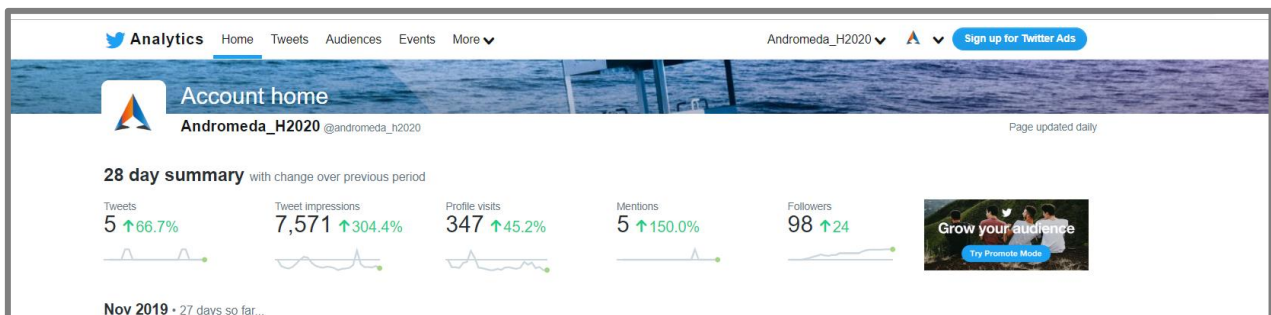 Analytics Home Tweets Audiences Events More Andromeda_H2020 Sign up for Twitter Ads
Account home
Andromeda_H2020 @andromeda_h2020 Page updated daily
28 day summary with change over previous period
Tweets Tweet impressions Profile visits Mentions Followers
5 ↑66.7% 7,571 ↑304.4% 347 ↑45.2% 5 ↑150.0% 98 ↑24
Grow your audience
Try Promote Mode
Nov 2019 • 27 days so far...